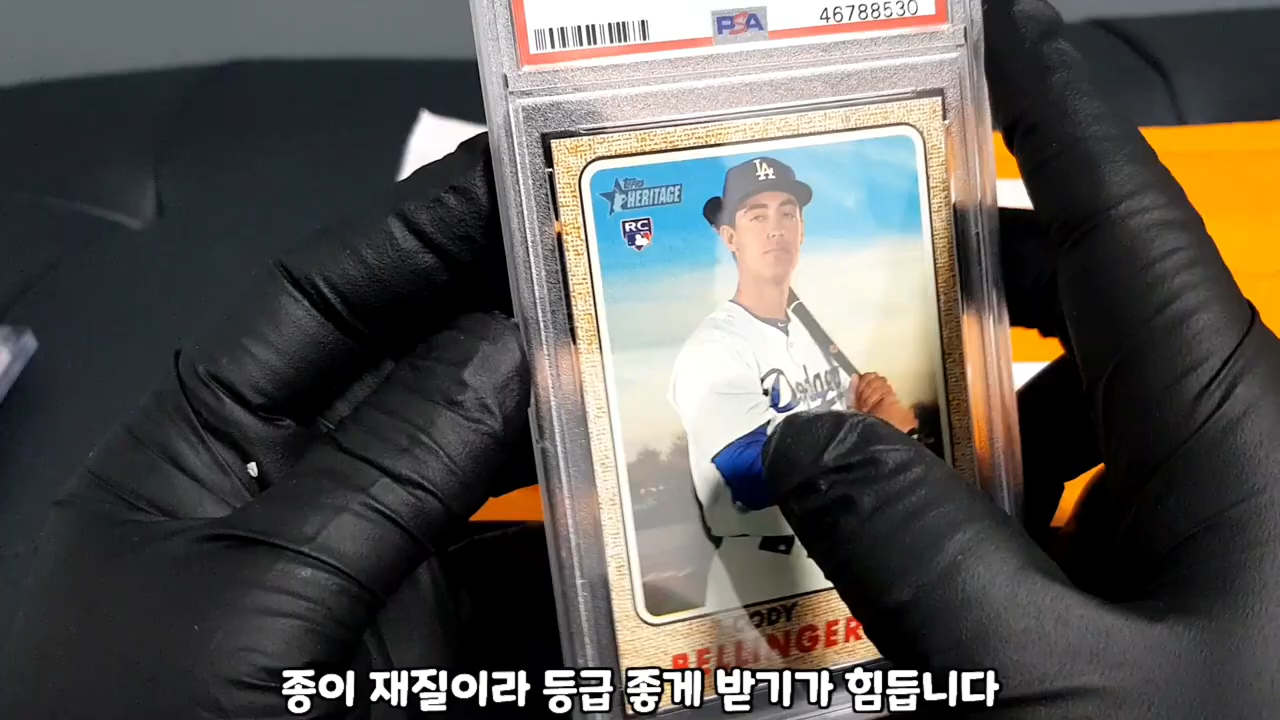 PSA
46788530
LA
topps
HERITAGE
RC
Dodgers
CODY
BELLINGER
종이 재질이라 등급 좋게 받기가 힘듭니다